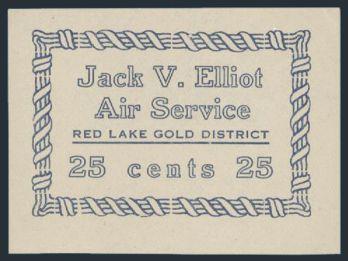 Jack V. Elliot
Air Service
RED LAKE GOLD DISTRICT
25 cents 25